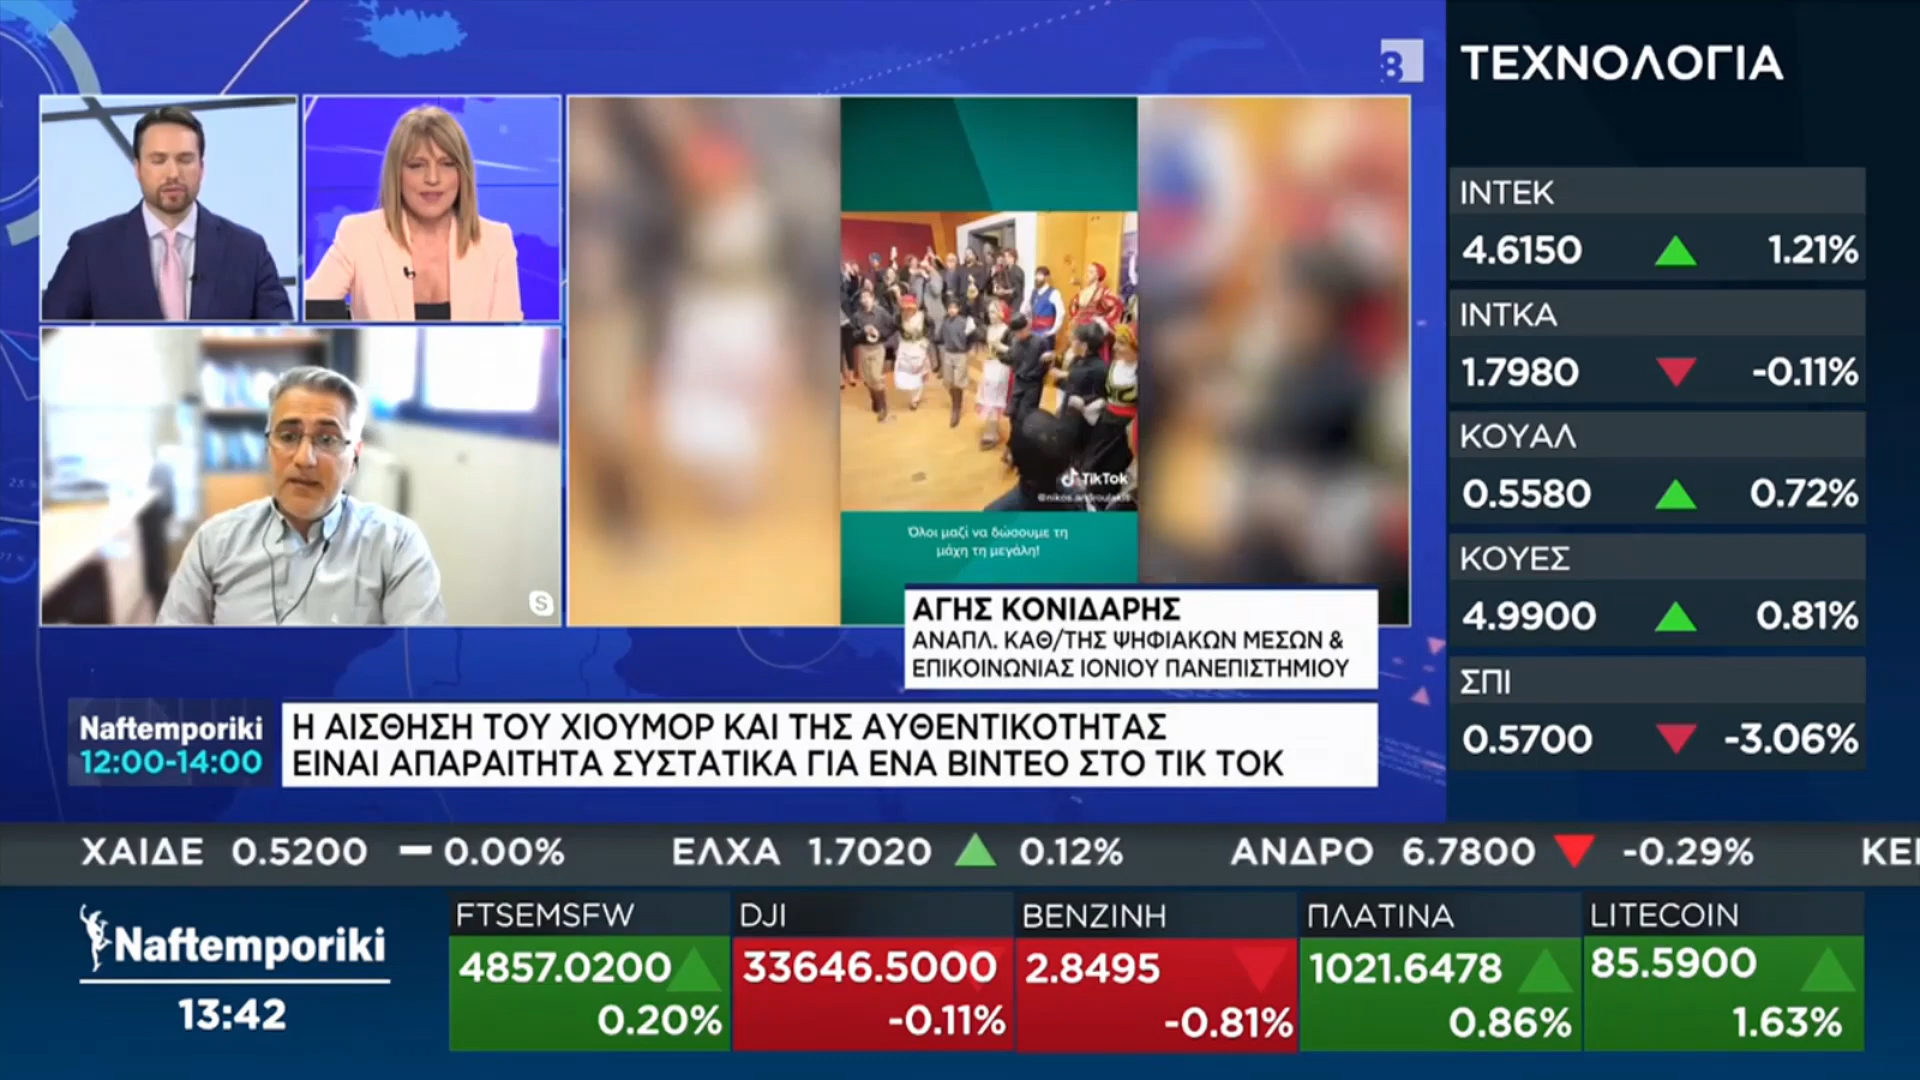 8
ΤΕΧΝΟΛΟΓΙΑ
ΙΝΤΕΚ
4.6150 1.21%
ΙΝΤΚΑ
1.7980 -0.11%
ΚΟΥΑΛ
0.5580 0.72%
ΚΟΥΕΣ
4.9900 0.81%
ΣΠΙ
0.5700 -3.06%
TikTok
@nikos.androulakis
Όλοι μαζί να δώσουμε τη
μάχη τη μεγάλη!
ΑΓΗΣ ΚΟΝΙΔΑΡΗΣ
ΑΝΑΠΛ. ΚΑΘ/ΤΗΣ ΨΗΦΙΑΚΩΝ ΜΕΣΩΝ &
ΕΠΙΚΟΙΝΩΝΙΑΣ ΙΟΝΙΟΥ ΠΑΝΕΠΙΣΤΗΜΙΟΥ
Naftemporiki
12:00-14:00
Η ΑΙΣΘΗΣΗ ΤΟΥ ΧΙΟΥΜΟΡ ΚΑΙ ΤΗΣ ΑΥΘΕΝΤΙΚΟΤΗΤΑΣ
ΕΙΝΑΙ ΑΠΑΡΑΙΤΗΤΑ ΣΥΣΤΑΤΙΚΑ ΓΙΑ ΕΝΑ ΒΙΝΤΕΟ ΣΤΟ ΤΙΚ ΤΟΚ
ΧΑΙΔΕ 0.5200 0.00% ΕΛΧΑ 1.7020 0.12% ΑΝΔΡΟ 6.7800 -0.29%
Naftemporiki
13:42
FTSEMSFW
4857.0200
0.20%
DJI
33646.5000
-0.11%
ΒΕΝΖΙΝΗ
2.8495
-0.81%
ΠΛΑΤΙΝΑ
1021.6478
0.86%
LITECOIN
85.5900
1.63%